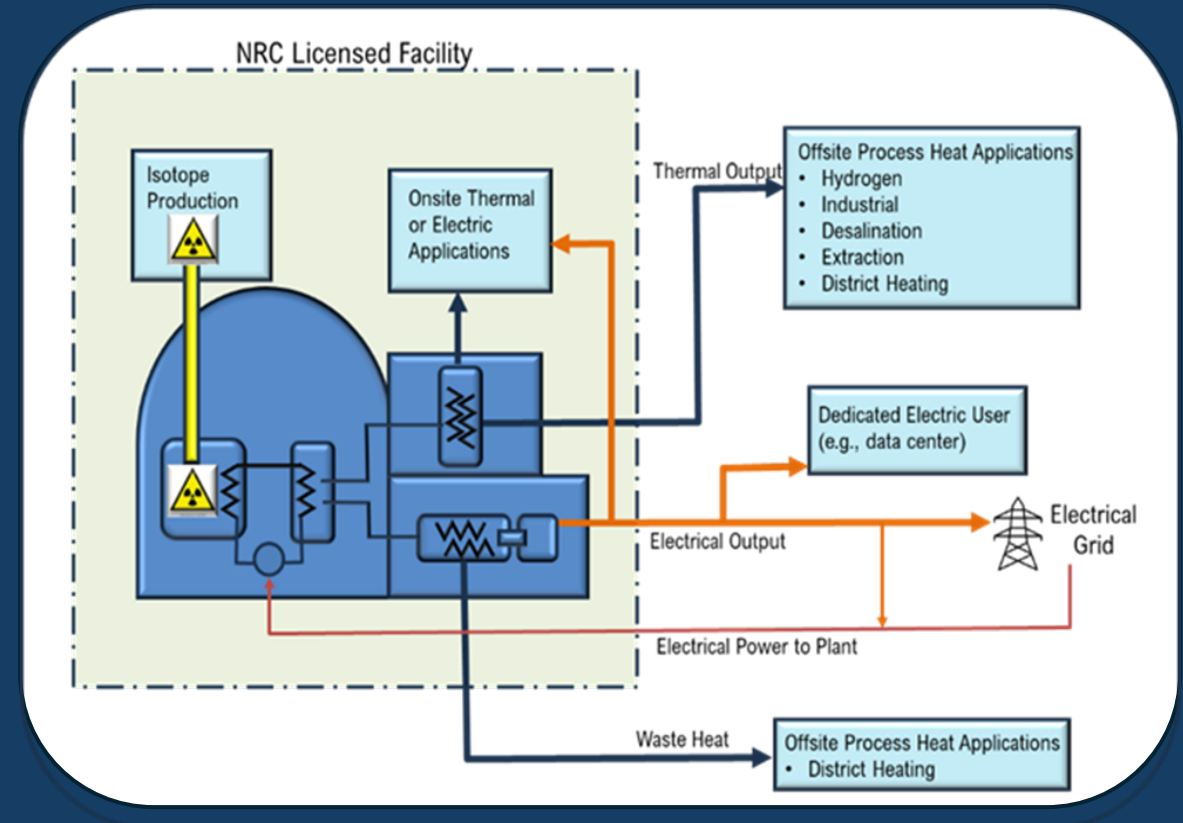 NRC Licensed Facility
Isotope
Production
Onsite Thermal
or Electric
Applications
Thermal Output
Offsite Process Heat Applications
• Hydrogen
• Industrial
• Desalination
• Extraction
• District Heating
Dedicated Electric User
(e.g., data center)
Electrical Output
Electrical
Grid
Electrical Power to Plant
Waste Heat
Offsite Process Heat Applications
• District Heating